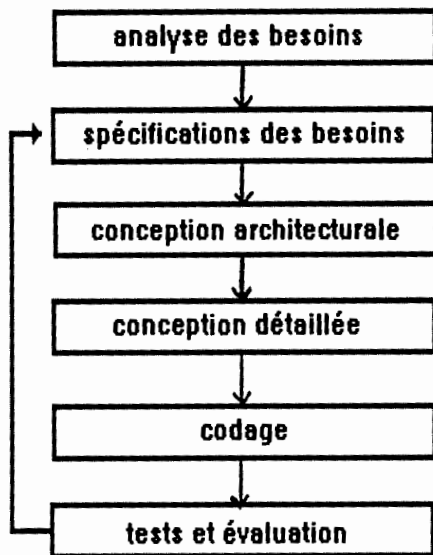 analyse des besoins
spécifications des besoins
conception architecturale
conception détaillée
codage
tests et évaluation